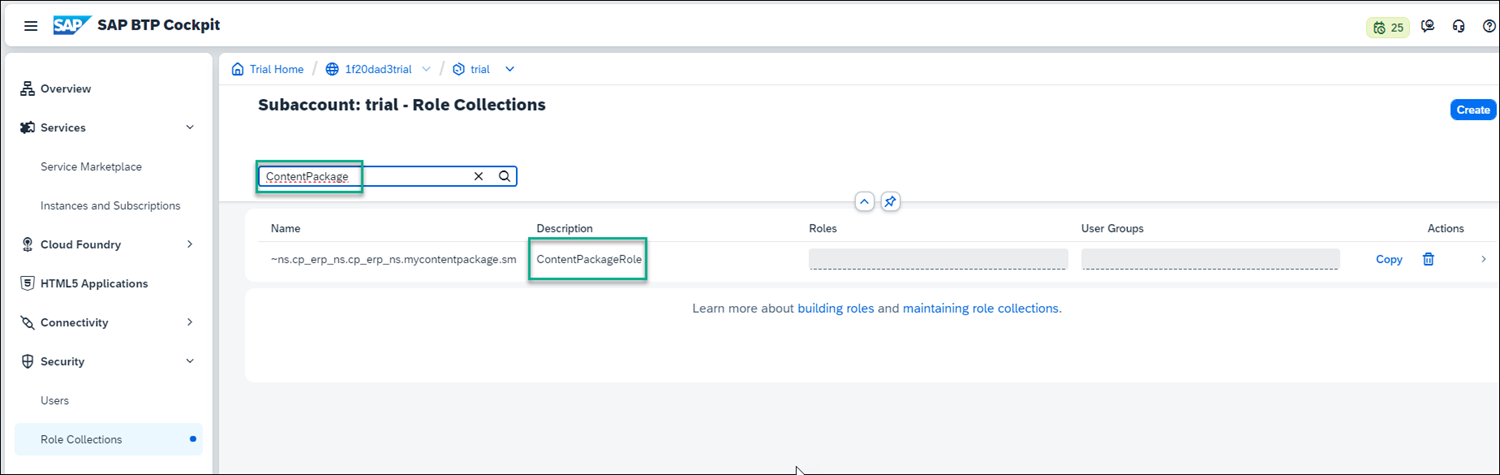 SAP SAP BTP Cockpit
25
Overview
Services
Service Marketplace
Instances and Subscriptions
Cloud Foundry
HTML5 Applications
Connectivity
Security
Users
Role Collections
Trial Home / 1f20dad3trial / trial
Subaccount: trial - Role Collections
Create
ContentPackage
Name Description Roles User Groups Actions
~ns.cp_erp_ns.cp_erp_ns.mycontentpackage.sm ContentPackageRole Copy
Learn more about building roles and maintaining role collections.